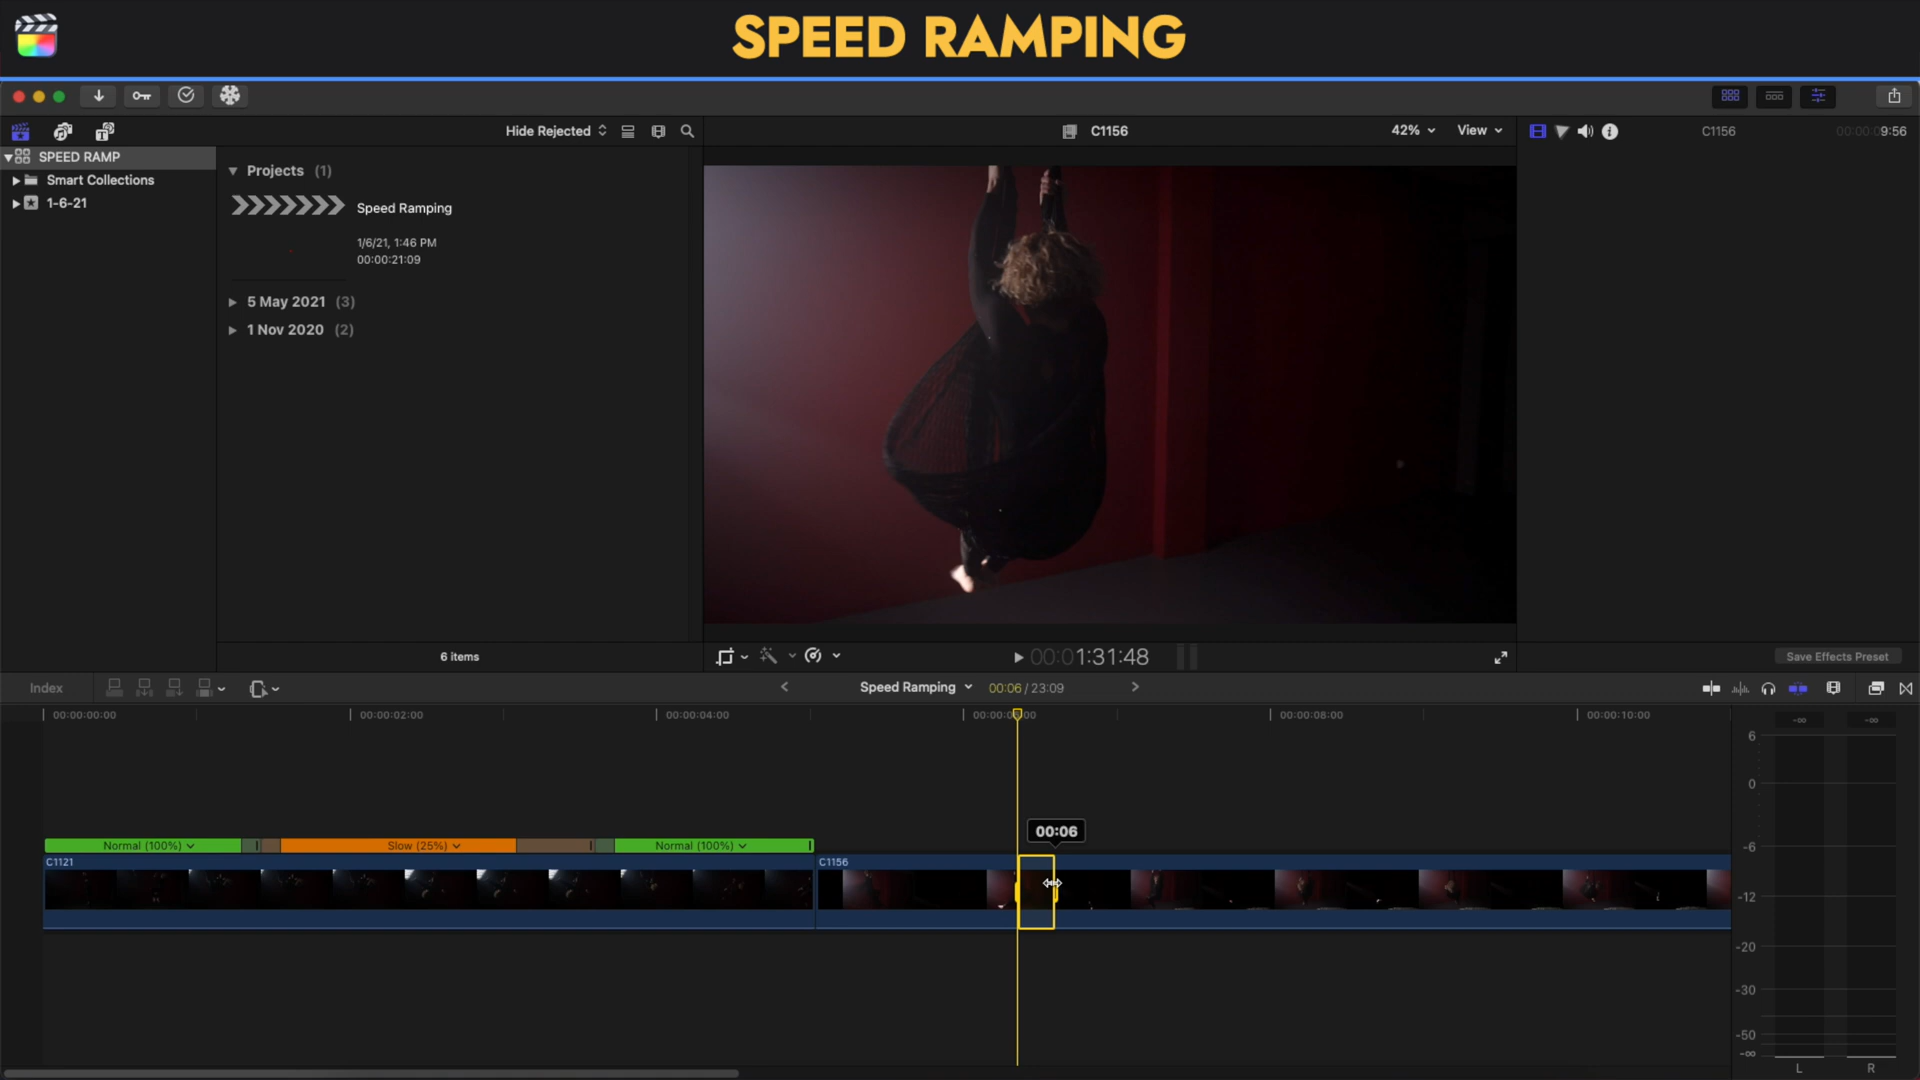 SPEED RAMPING
Hide Rejected
C1156
42%
View
C1156
00:00:09:56
SPEED RAMP
Smart Collections
1-6-21
Projects (1)
Speed Ramping
1/6/21, 1:46 PM
00:00:21:09
5 May 2021 (3)
1 Nov 2020 (2)
6 items
00:01:31:48
Save Effects Preset
Index
Speed Ramping
00:06 / 23:09
00:00:00:00
00:00:02:00
00:00:04:00
00:00:08:00
00:00:10:00
-∞ -∞
6
0
-6
-12
-20
-30
-50
-∞
L R
00:06
Normal (100%)
Slow (25%)
Normal (100%)
C1121
C1156